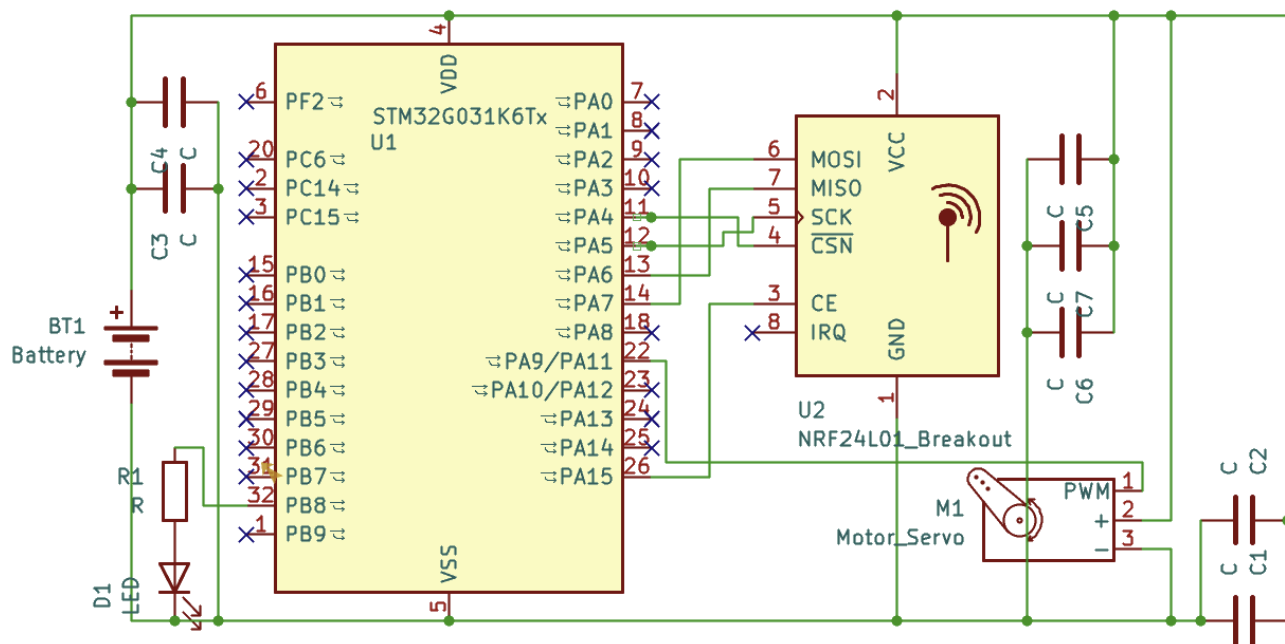 4
VDD
STM32G031K6Tx
U1
6
PF2
20
PC6
2
PC14
3
PC15
15
PB0
16
PB1
17
PB2
27
PB3
28
PB4
29
PB5
30
PB6
31
PB7
32
PB8
1
PB9
PA0
7
PA1
8
PA2
9
PA3
10
PA4
11
PA5
12
PA6
13
PA7
14
PA8
18
PA9/PA11
22
PA10/PA12
23
PA13
24
PA14
25
PA15
26
VSS
5
C4
C
C3
C
+
BT1
Battery
R1
R
D1
LED
2
VCC
6
MOSI
7
MISO
5
SCK
4
CSN
3
CE
8
IRQ
GND
1
U2
NRF24L01_Breakout
C
C5
C
C7
C
C6
M1
Motor_Servo
PWM
1
+
2
-
3
C
C2
C
C1